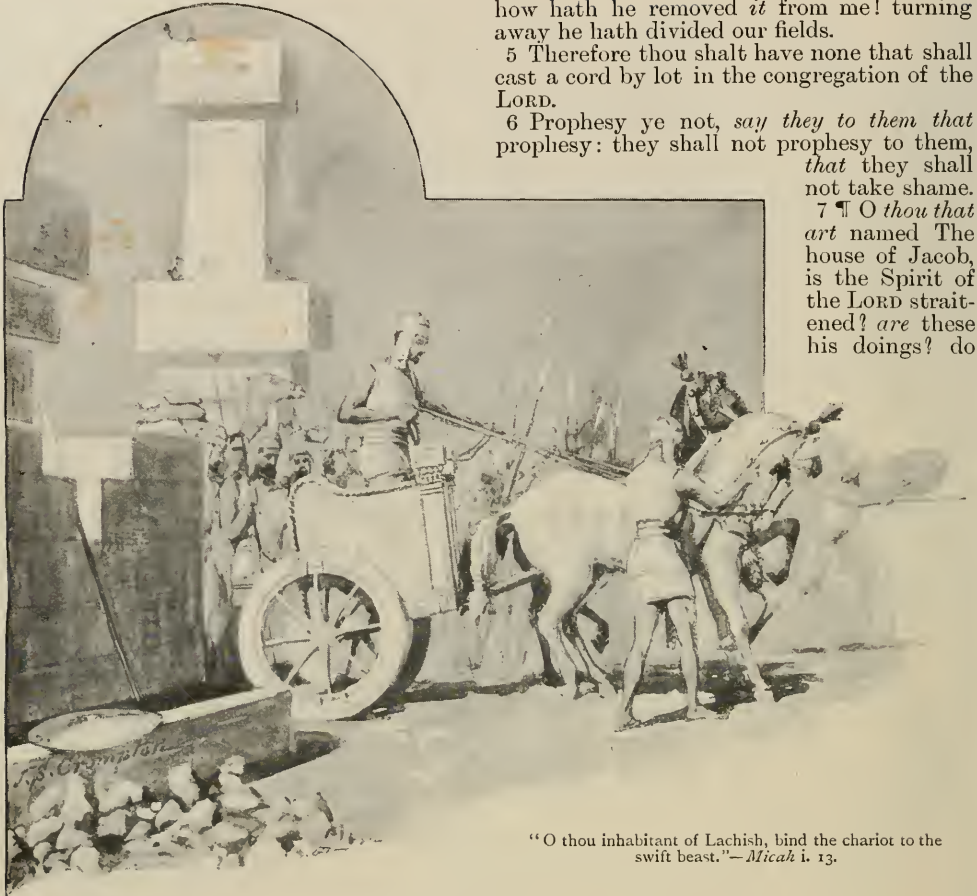 how hath he removed it from me! turning
away he hath divided our fields.
5 Therefore thou shalt have none that shall
cast a cord by lot in the congregation of the
LORD.
6 Prophesy ye not, say they to them that
prophesy: they shall not prophesy to them,
that they shall
not take shame.
7 ¶ O thou that
art named The
house of Jacob,
is the Spirit of
the LORD strait-
ened? are these
his doings? do
J.S. Crompton
"O thou inhabitant of Lachish, bind the chariot to the
swift beast."—Micah i. 13.